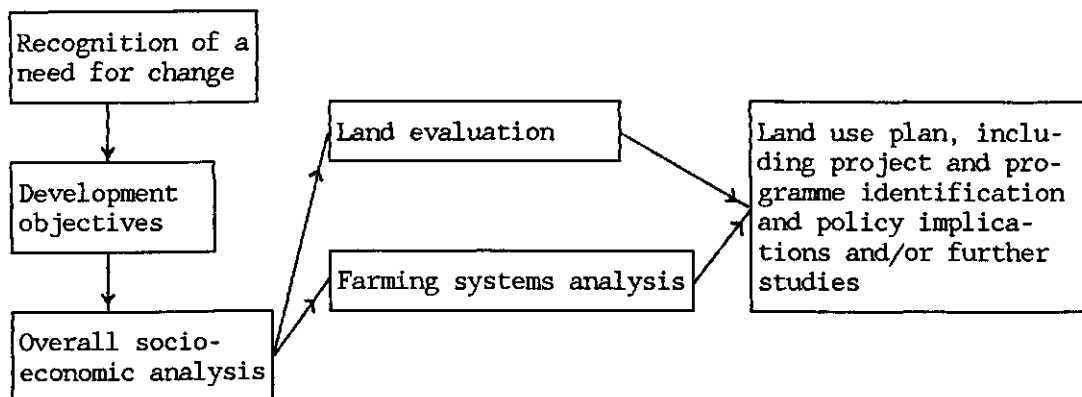 Recognition of a
need for change
Development
objectives
Overall socio-
economic analysis
Land evaluation
Farming systems analysis
Land use plan, inclu-
ding project and pro-
gramme identification
and policy implica-
tions and/or further
studies